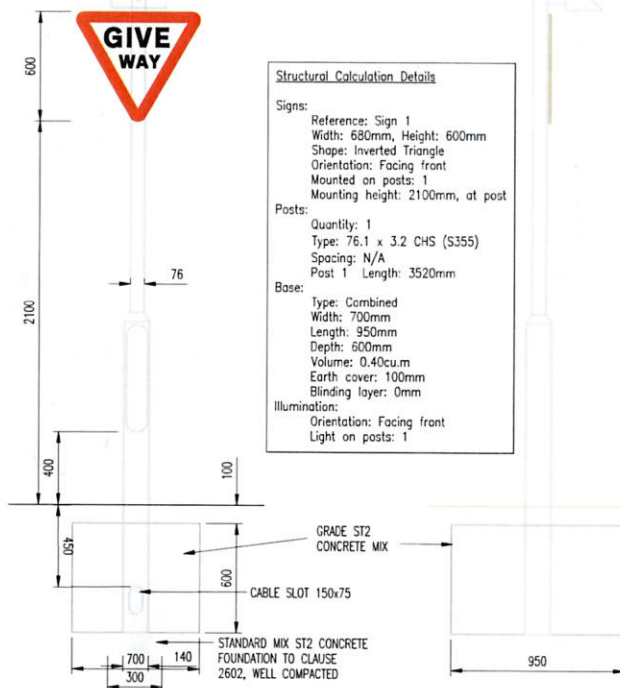 600
GIVE
WAY
Structural Calculation Details
Signs:
Reference: Sign 1
Width: 680mm, Height: 600mm
Shape: Inverted Triangle
Orientation: Facing front
Mounted on posts: 1
Mounting height: 2100mm, at post
Posts:
Quantity: 1
Type: 76.1 x 3.2 CHS (S355)
Spacing: N/A
Post 1 Length: 3520mm
Base:
Type: Combined
Width: 700mm
Length: 950mm
Depth: 600mm
Volume: 0.40cu.m
Earth cover: 100mm
Blinding layer: 0mm
Illumination:
Orientation: Facing front
Light on posts: 1
76
2100
400
100
450
GRADE ST2
CONCRETE MIX
600
CABLE SLOT 150x75
STANDARD MIX ST2 CONCRETE
FOUNDATION TO CLAUSE
2602, WELL COMPACTED
700
140
300
950